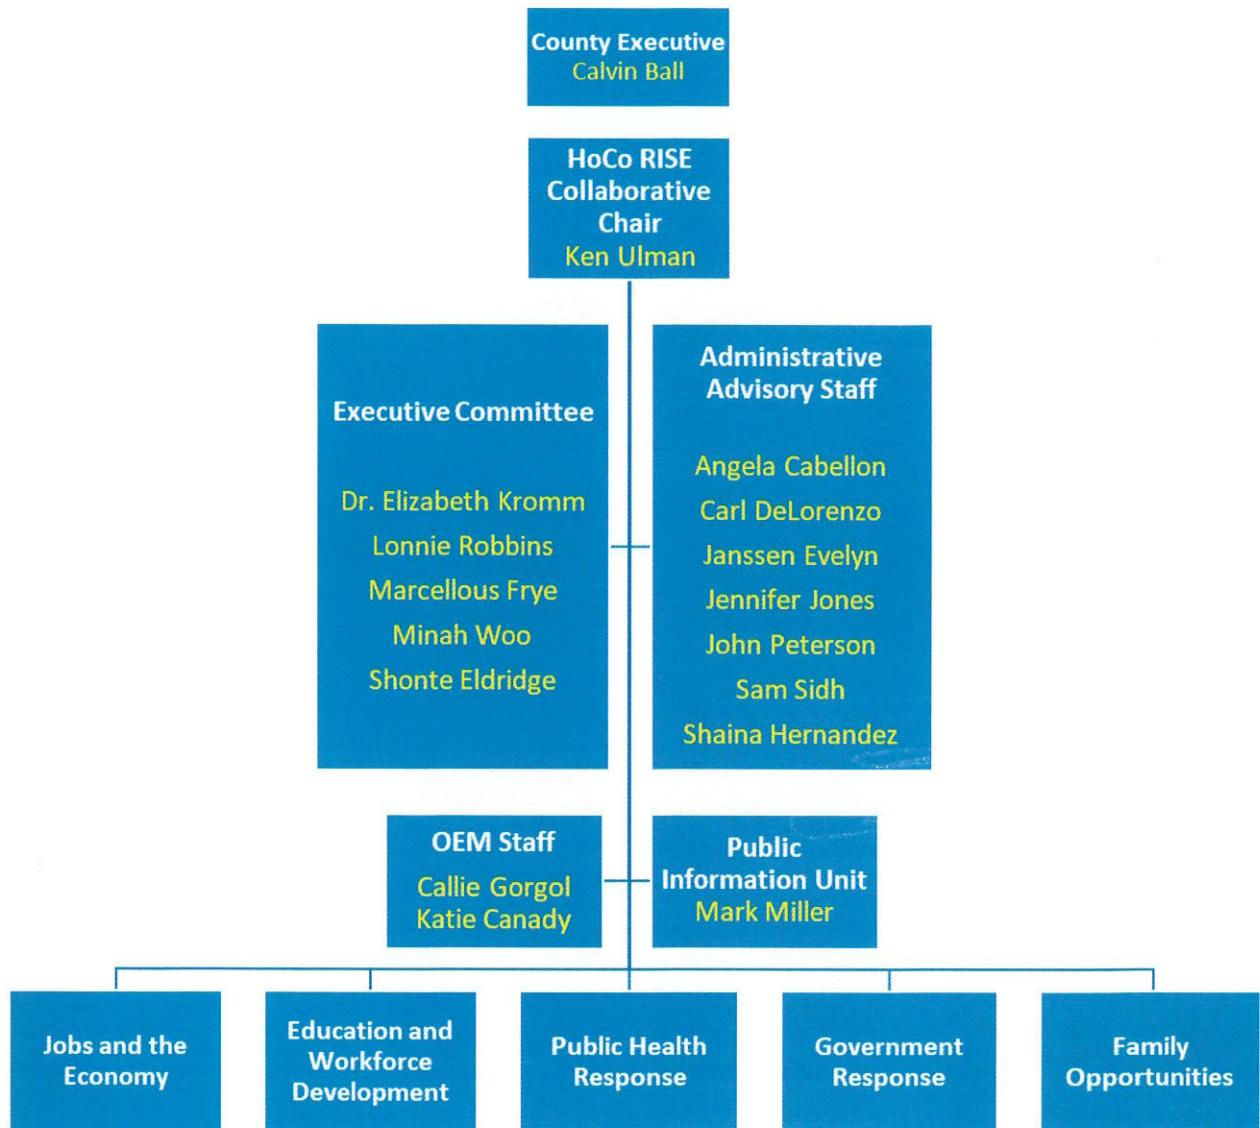 County Executive
Calvin Ball
HoCo RISE
Collaborative
Chair
Ken Ulman
Executive Committee
Dr. Elizabeth Kromm
Lonnie Robbins
Marcellous Frye
Minah Woo
Shonte Eldridge
Administrative
Advisory Staff
Angela Cabellon
Carl DeLorenzo
Janssen Evelyn
Jennifer Jones
John Peterson
Sam Sidh
Shaina Hernandez
OEM Staff
Callie Gorgol
Katie Canady
Public
Information Unit
Mark Miller
Jobs and the
Economy
Education and
Workforce
Development
Public Health
Response
Government
Response
Family
Opportunities